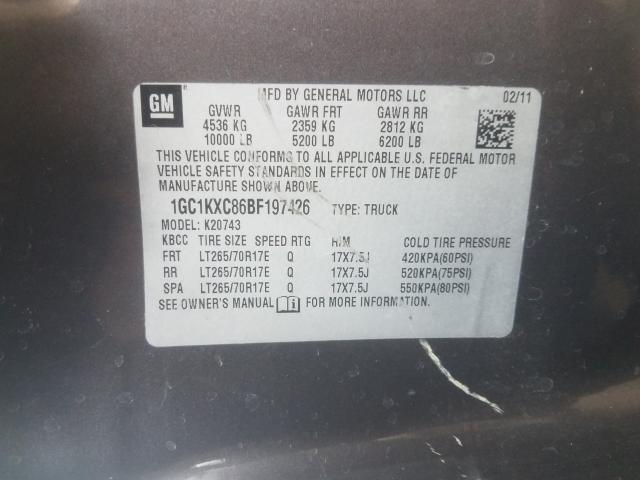 GM
MFD BY GENERAL MOTORS LLC 02/11
GVWR GAWR FRT GAWR RR
4536 KG 2359 KG 2812 KG
10000 LB 5200 LB 6200 LB
THIS VEHICLE CONFORMS TO ALL APPLICABLE U.S. FEDERAL MOTOR
VEHICLE SAFETY STANDARDS IN EFFECT ON THE DATE OF
MANUFACTURE SHOWN ABOVE.
1GC1KXC86BF197426 TYPE: TRUCK
MODEL: K20743
KBCC TIRE SIZE SPEED RTG RIM COLD TIRE PRESSURE
FRT LT265/70R17E Q 17X7.5J 420KPA(60PSI)
RR LT265/70R17E Q 17X7.5J 520KPA(75PSI)
SPA LT265/70R17E Q 17X7.5J 550KPA(80PSI)
SEE OWNER'S MANUAL FOR MORE INFORMATION.